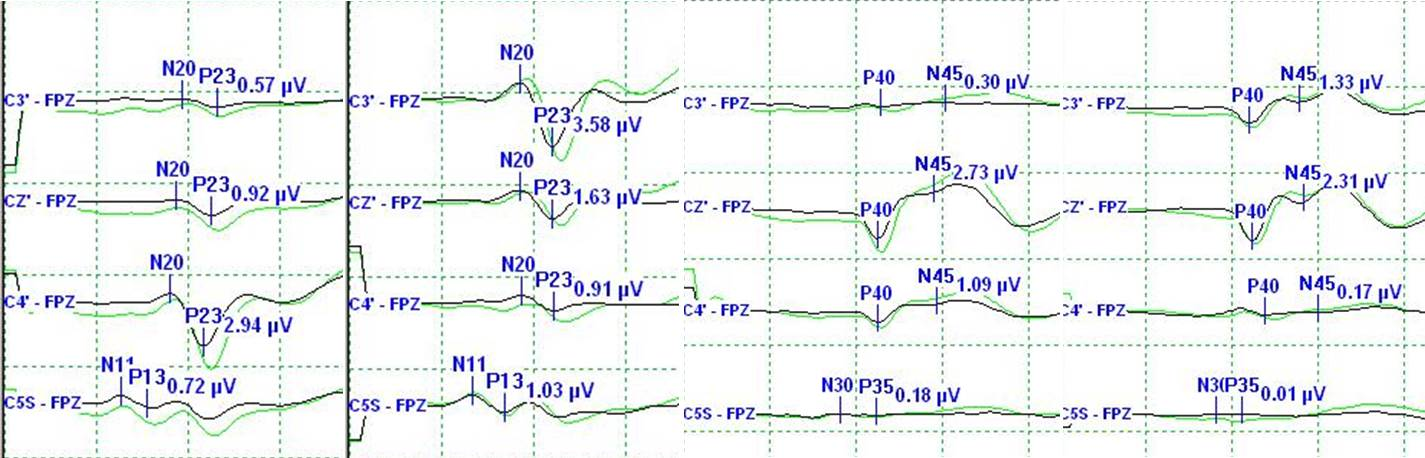 C3' - FPZ N20 P23 0.57 µV
CZ' - FPZ N20 P23 0.92 µV
C4' - FPZ N20 P23 2.94 µV
C5S - FPZ N11 P13 0.72 µV
C3' - FPZ N20 P23 3.58 µV
CZ' - FPZ N20 P23 1.63 µV
C4' - FPZ N20 P23 0.91 µV
C5S - FPZ N11 P13 1.03 µV
C3' - FPZ P40 N45 0.30 µV
CZ' - FPZ P40 N45 2.73 µV
C4' - FPZ P40 N45 1.09 µV
C5S - FPZ N30 P35 0.18 µV
C3' - FPZ P40 N45 1.33 µV
CZ' - FPZ P40 N45 2.31 µV
C4' - FPZ P40 N45 0.17 µV
C5S - FPZ N30 P35 0.01 µV